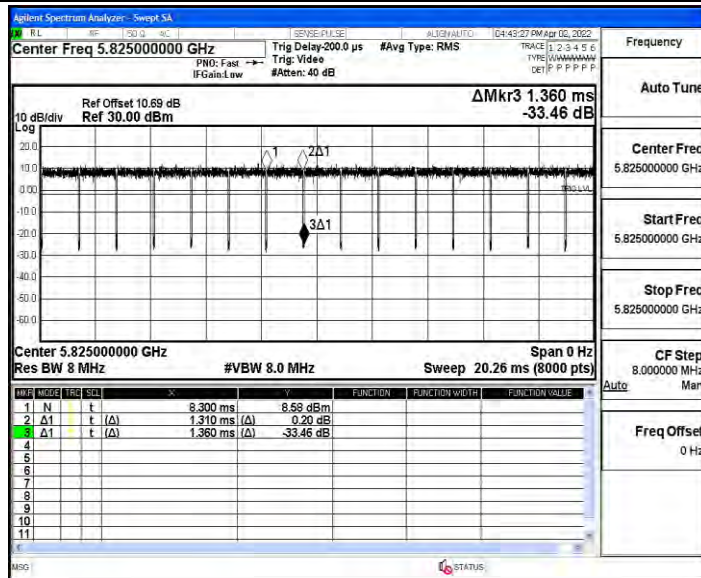 Agilent Spectrum Analyzer - Swept SA
RL RF 50 Ω AC SENSE:PULSE ALIGNAUTO 04:43:27 PM Apr 02, 2022
Center Freq 5.825000000 GHz
PNO: Fast
IFGain:Low
Trig Delay-200.0 µs
Trig: Video
#Atten: 40 dB
#Avg Type: RMS
TRACE 1 2 3 4 5 6
TYPE WWWWWW
DET P P P P P P
Ref Offset 10.69 dB
10 dB/div Ref 30.00 dBm
Log
ΔMkr3 1.360 ms
-33.46 dB
20.0
10.0
0.00
-10.0
-20.0
-30.0
-40.0
-50.0
-60.0
1
2Δ1
TRIG LVL
3Δ1
Center 5.825000000 GHz Span 0 Hz
Res BW 8 MHz #VBW 8.0 MHz Sweep 20.26 ms (8000 pts)
MKR MODE TRC SCL X Y FUNCTION FUNCTION WIDTH FUNCTION VALUE
1 N t 8.300 ms 8.58 dBm
2 Δ1 t (Δ) 1.310 ms (Δ) 0.20 dB
3 Δ1 t (Δ) 1.360 ms (Δ) -33.46 dB
4
5
6
7
8
9
10
11
MSG STATUS
Frequency
Auto Tune
Center Freq
5.825000000 GHz
Start Freq
5.825000000 GHz
Stop Freq
5.825000000 GHz
CF Step
8.000000 MHz
Auto Man
Freq Offset
0 Hz